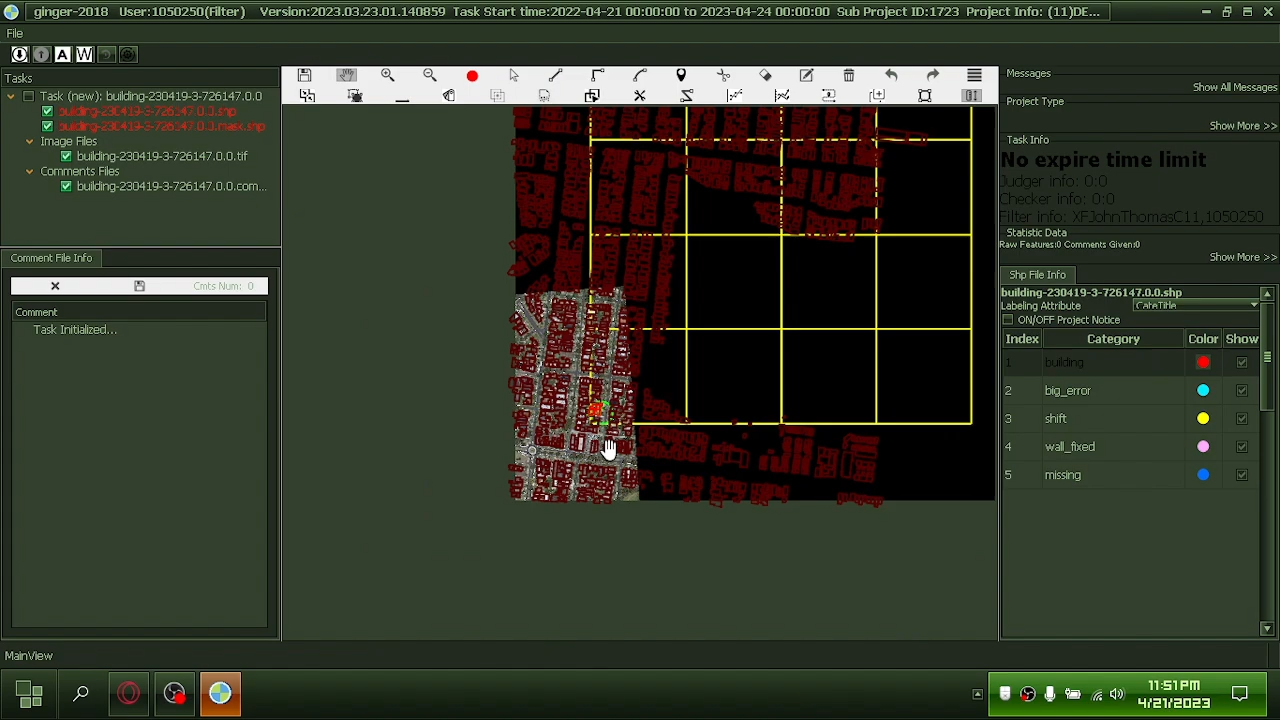 ginger-2018 User:1050250(Filter) Version:2023.03.23.01.140859 Task Start time:2022-04-21 00:00:00 to 2023-04-24 00:00:00 Sub Project ID:1723 Project Info: (11)DE...
File
A W
Tasks
Task (new): building-230419-3-726147.0.0
building-230419-3-726147.0.0.shp
building-230419-3-726147.0.0.mask.shp
Image Files
building-230419-3-726147.0.0.tif
Comments Files
building-230419-3-726147.0.0.com...
Comment File Info
Cmts Num: 0
Comment
Task Initialized...
Messages
Show All Messages
Project Type
Show More >>
Task Info
No expire time limit
Judger info: 0:0
Checker info: 0:0
Filter info: XFJohnThomasC11,1050250
Statistic Data
Raw Features:0 Comments Given:0
Show More >>
Shp File Info
building-230419-3-726147.0.0.shp
Labeling Attribute CateTitle
ON/OFF Project Notice
Index Category Color Show
1 building
2 big_error
3 shift
4 wall_fixed
5 missing
MainView
11:51 PM
4/21/2023